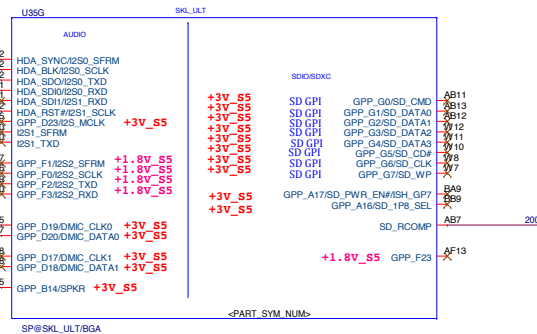 U35G
SKL_ULT
AUDIO
HDA_SYNC/I2S0_SFRM
HDA_BLK/I2S0_SCLK
HDA_SDO/I2S0_TXD
HDA_SDI0/I2S0_RXD
HDA_SDI1/I2S1_RXD
HDA_RST#/I2S1_SCLK
GPP_D23/I2S_MCLK +3V_S5
I2S1_SFRM
I2S1_TXD
GPP_F1/I2S2_SFRM +1.8V_S5
GPP_F0/I2S2_SCLK +1.8V_S5
GPP_F2/I2S2_TXD +1.8V_S5
GPP_F3/I2S2_RXD +1.8V_S5
GPP_D19/DMIC_CLK0 +3V_S5
GPP_D20/DMIC_DATA0 +3V_S5
GPP_D17/DMIC_CLK1 +3V_S5
GPP_D18/DMIC_DATA1 +3V_S5
GPP_B14/SPKR +3V_S5
SDIO/SDXC
+3V_S5 SD GPI GPP_G0/SD_CMD AB11
+3V_S5 SD GPI GPP_G1/SD_DATA0 AB13
+3V_S5 SD GPI GPP_G2/SD_DATA1 AB12
+3V_S5 SD GPI GPP_G3/SD_DATA2 W12
+3V_S5 SD GPI GPP_G4/SD_DATA3 W11
+3V_S5 SD GPI GPP_G5/SD_CD# W10
+3V_S5 SD GPI GPP_G6/SD_CLK W8
+3V_S5 SD GPI GPP_G7/SD_WP W7
+3V_S5 GPP_A17/SD_PWR_EN#/ISH_GP7 BA9
+3V_S5 GPP_A16/SD_1P8_SEL BB9
SD_RCOMP AB7 200
+1.8V_S5 GPP_F23 AF13
<PART_SYM_NUM>
SP@SKL_ULT/BGA